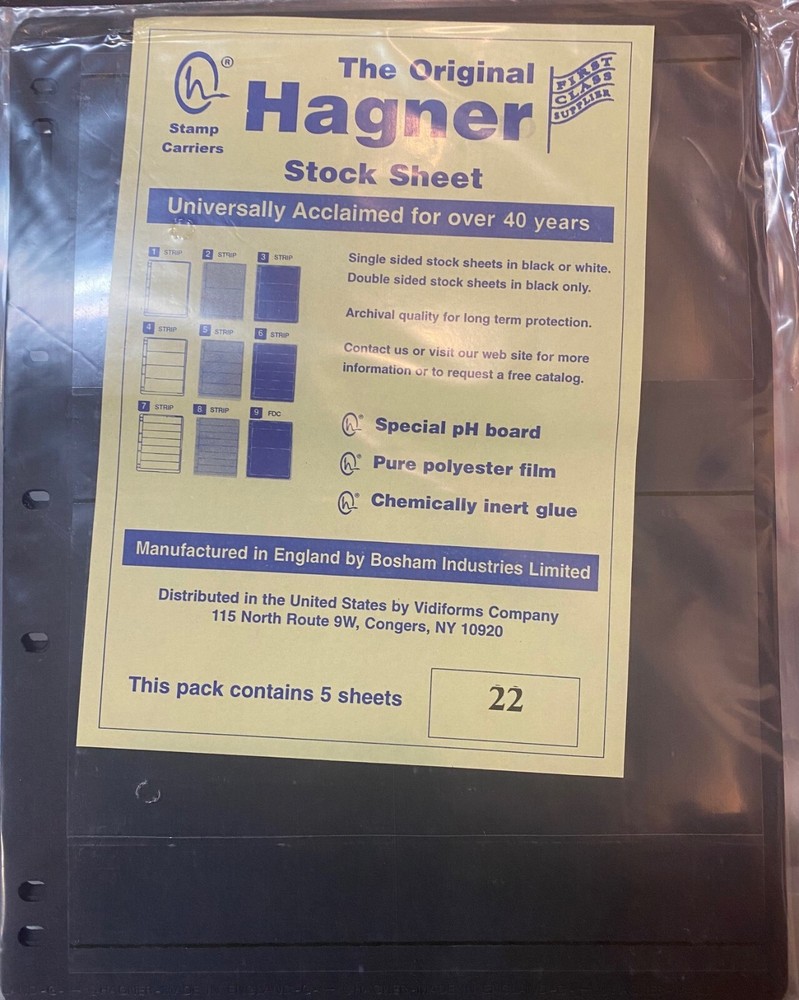 ®
Stamp
Carriers
The Original
Hagner
Stock Sheet
FIRST
CLASS
SUPPLIER
Universally Acclaimed for over 40 years
1 STRIP
2 STRIP
3 STRIP
4 STRIP
5 STRIP
6 STRIP
7 STRIP
8 STRIP
9 FDC
Single sided stock sheets in black or white.
Double sided stock sheets in black only.
Archival quality for long term protection.
Contact us or visit our web site for more
information or to request a free catalog.
Special pH board
Pure polyester film
Chemically inert glue
Manufactured in England by Bosham Industries Limited
Distributed in the United States by Vidiforms Company
115 North Route 9W, Congers, NY 10920
This pack contains 5 sheets
22